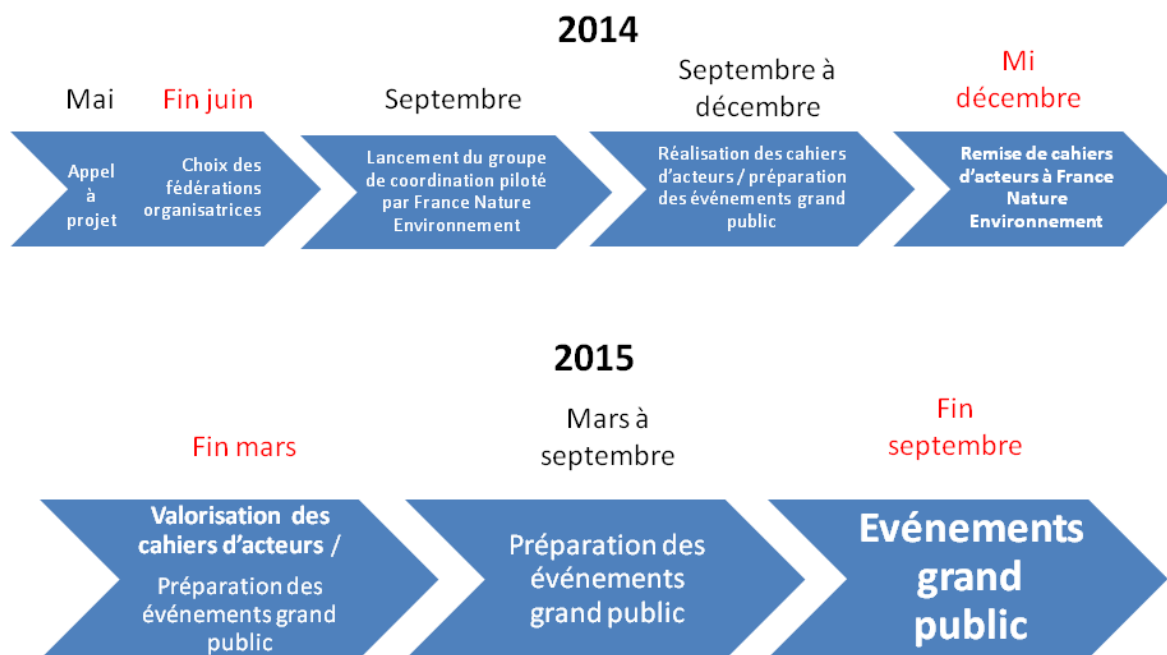 2014
Mai
Fin juin
Septembre
Septembre à
décembre
Mi
décembre
Appel
à
projet
Choix des
fédérations
organisatrices
Lancement du groupe
de coordination piloté
par France Nature
Environnement
Réalisation des cahiers
d'acteurs / préparation
des événements grand
public
Remise de cahiers
d'acteurs à France
Nature
Environnement
2015
Fin mars
Mars à
septembre
Fin
septembre
Valorisation des
cahiers d'acteurs /
Préparation des
événements grand
public
Préparation des
événements
grand public
Evénements
grand
public